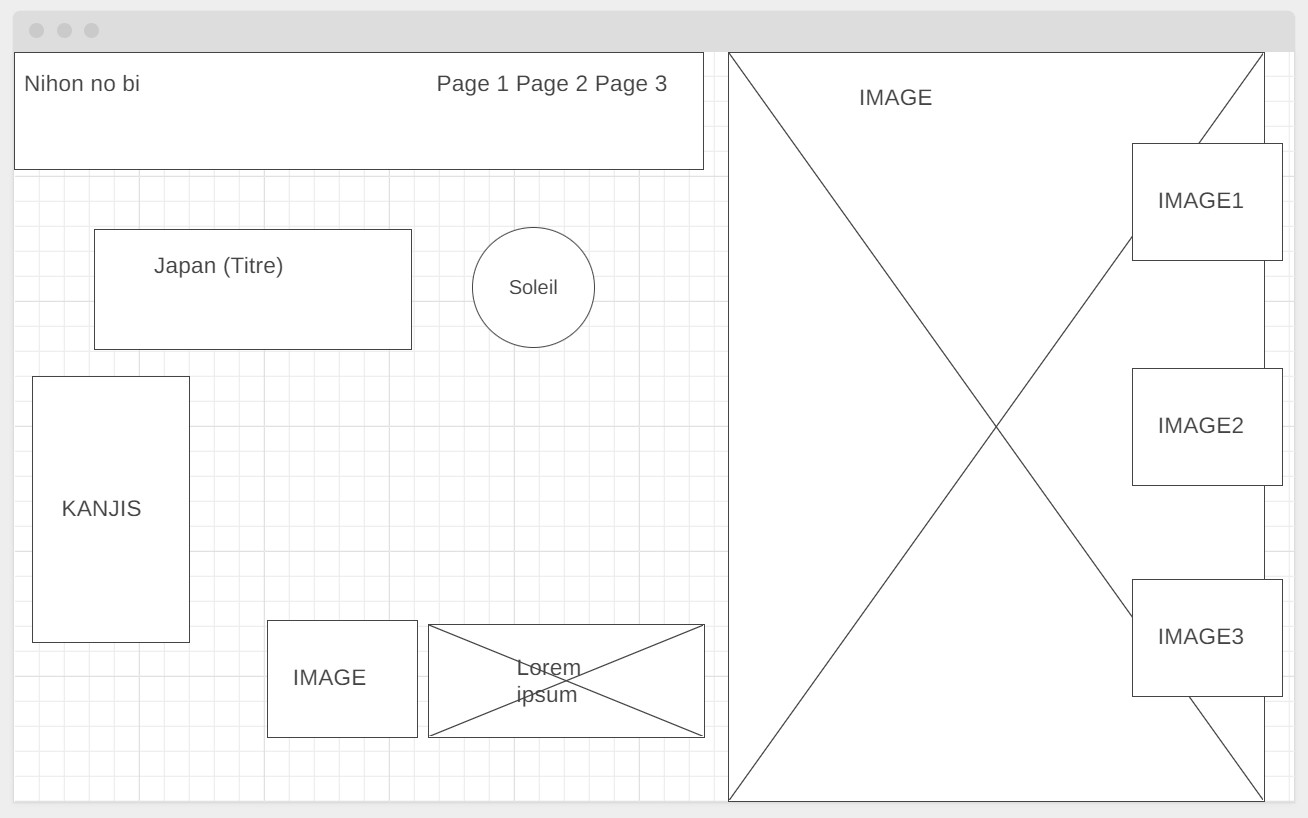 Nihon no bi
Page 1 Page 2 Page 3
IMAGE
IMAGE1
Japan (Titre)
Soleil
IMAGE2
KANJIS
IMAGE3
IMAGE
Lorem
ipsum